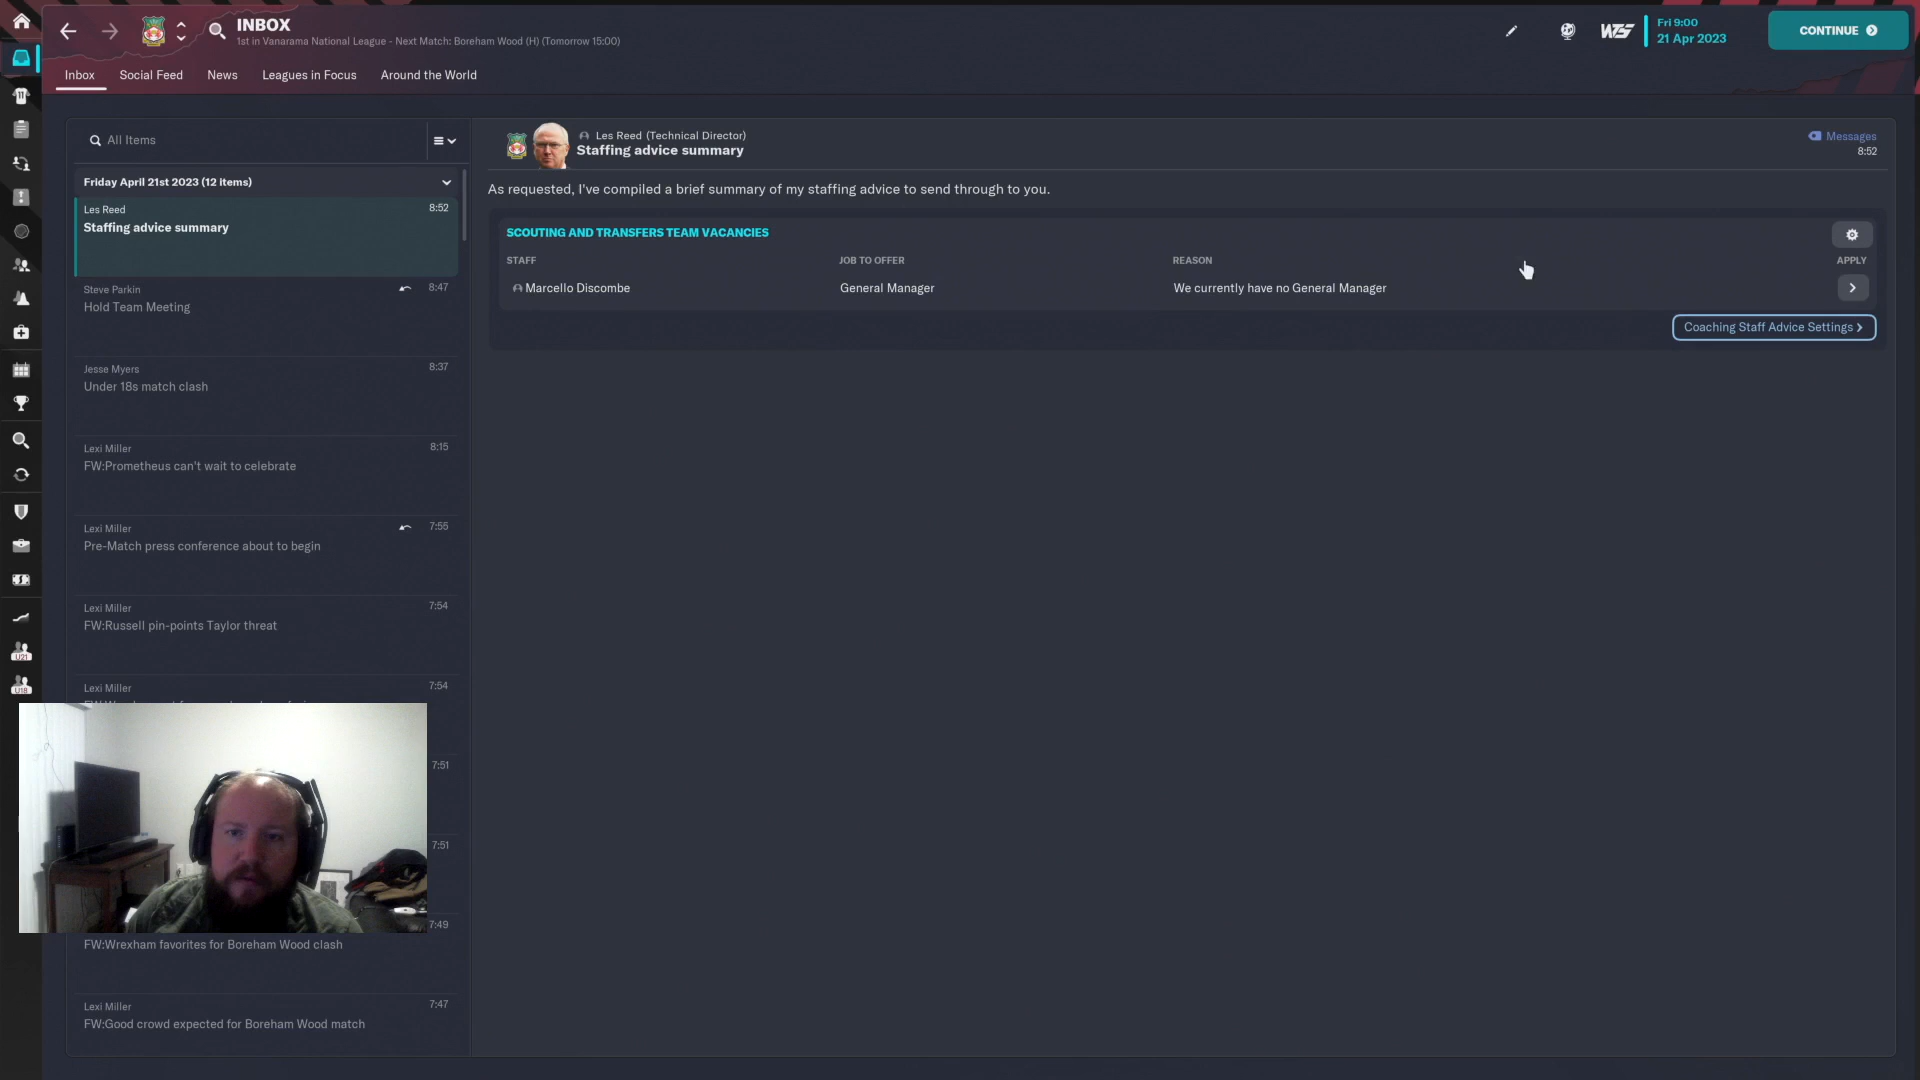 INBOX
1st in Vanarama National League - Next Match: Boreham Wood (H) (Tomorrow 15:00)
Fri 9:00
21 Apr 2023
CONTINUE
Inbox
Social Feed
News
Leagues in Focus
Around the World
All Items
Friday April 21st 2023 (12 items)
Les Reed
8:52
Staffing advice summary
Steve Parkin
8:47
Hold Team Meeting
Jesse Myers
8:37
Under 18s match clash
Lexi Miller
8:15
FW:Prometheus can't wait to celebrate
Lexi Miller
7:55
Pre-Match press conference about to begin
Lexi Miller
7:54
FW:Russell pin-points Taylor threat
Lexi Miller
7:54
7:51
7:51
7:49
FW:Wrexham favorites for Boreham Wood clash
Lexi Miller
7:47
FW:Good crowd expected for Boreham Wood match
Les Reed (Technical Director)
Staffing advice summary
Messages
8:52
As requested, I've compiled a brief summary of my staffing advice to send through to you.
SCOUTING AND TRANSFERS TEAM VACANCIES
STAFF
JOB TO OFFER
REASON
APPLY
Marcello Discombe
General Manager
We currently have no General Manager
Coaching Staff Advice Settings
U21
U18